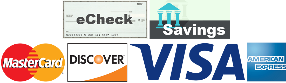 eCheck
Savings
MasterCard
DISCOVER
VISA
AMERICAN
EXPRESS